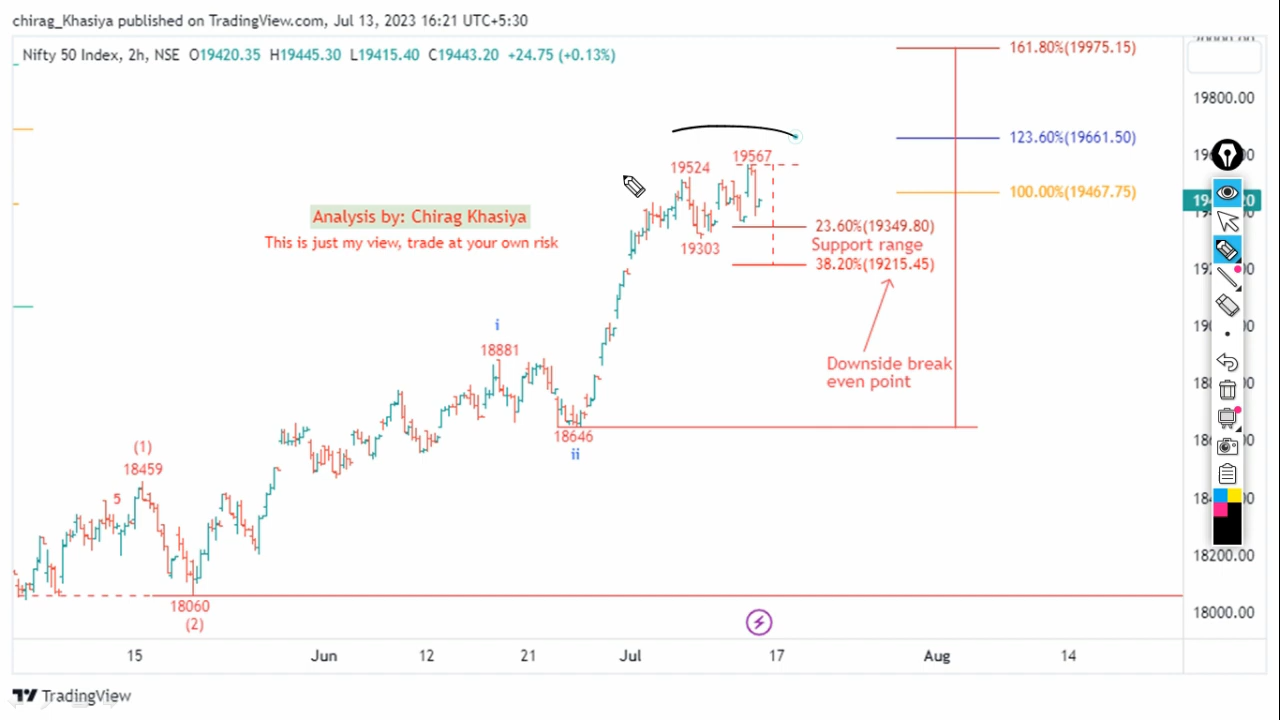 chirag_Khasiya published on TradingView.com, Jul 13, 2023 16:21 UTC+5:30
Nifty 50 Index, 2h, NSE O19420.35 H19445.30 L19415.40 C19443.20 +24.75 (+0.13%)
161.80%(19975.15)
19800.00
123.60%(19661.50)
19567
19524
100.00%(19467.75)
Analysis by: Chirag Khasiya
This is just my view, trade at your own risk
23.60%(19349.80)
Support range
19303
38.20%(19215.45)
i
18881
Downside break
even point
18646
ii
(1)
18459
5
18200.00
18060
(2)
18000.00
15 Jun 12 21 Jul 17 Aug 14
TradingView